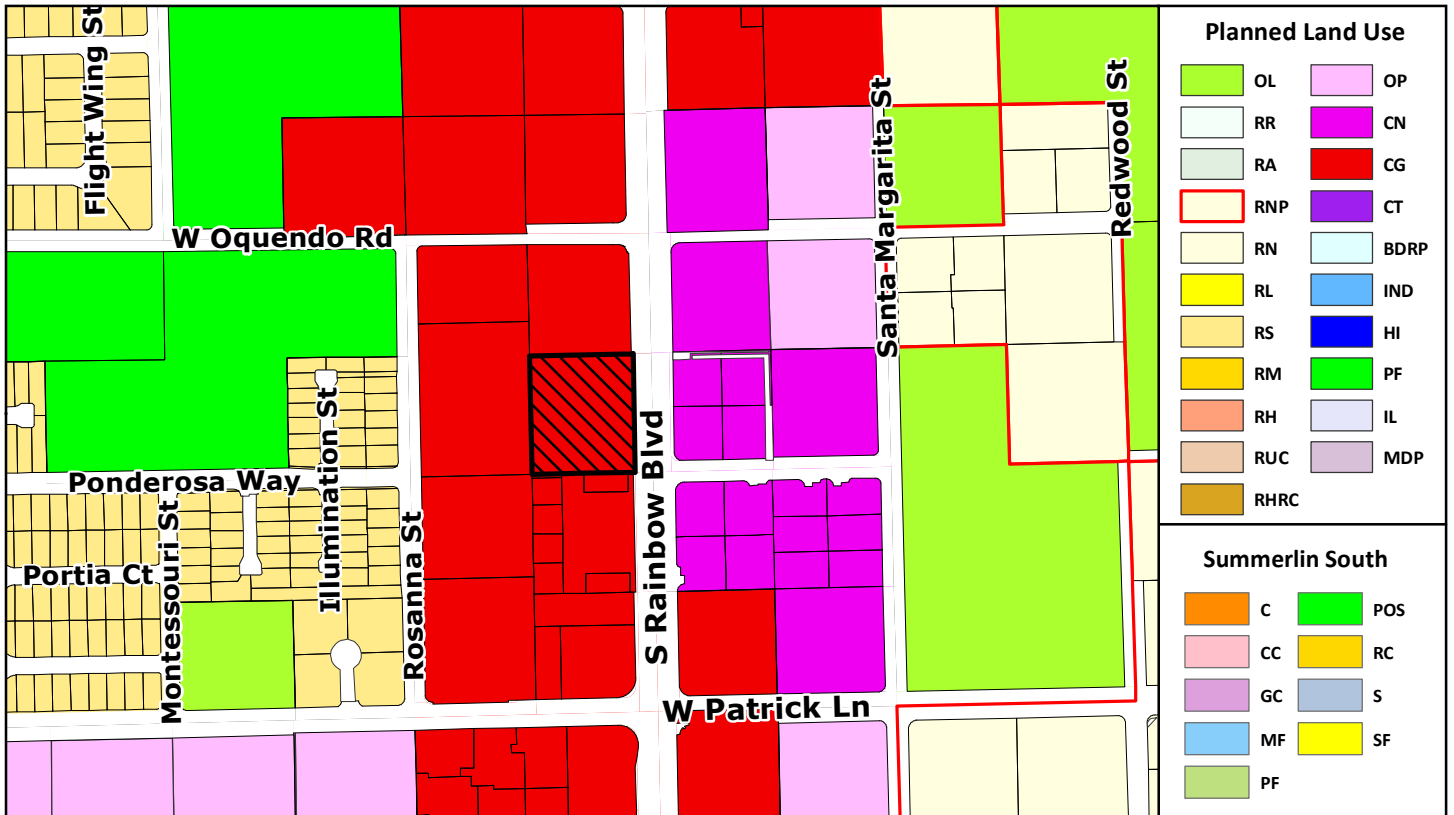 Flight Wing St
W Oquendo Rd
Santa-Margarita St
Redwood St
Illumination St
S Rainbow Blvd
Ponderosa Way
Montessouri St
Rosanna St
Portia Ct
W Patrick Ln
Planned Land Use
OL
RR
RA
RNP
RN
RL
RS
RM
RH
RUC
RHRC
OP
CN
CG
CT
BDRP
IND
HI
PF
IL
MDP
Summerlin South
C
CC
GC
MF
PF
POS
RC
S
SF